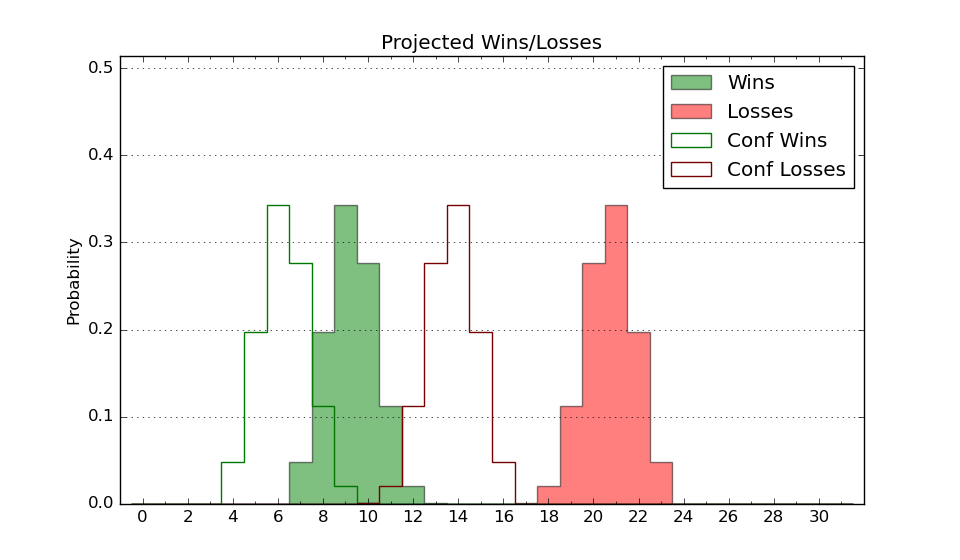 Projected Wins/Losses
Probability
0.5
0.4
0.3
0.2
0.1
0.0
0 2 4 6 8 10 12 14 16 18 20 22 24 26 28 30
Wins
Losses
Conf Wins
Conf Losses